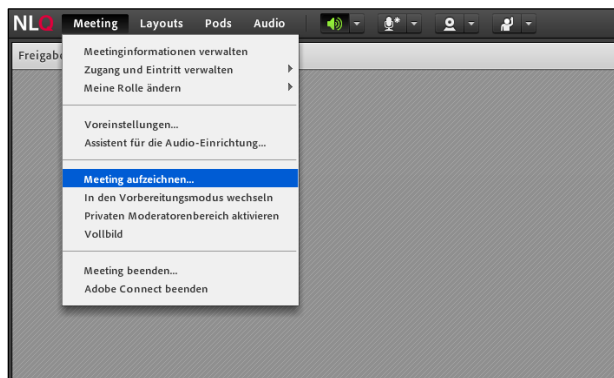 NLQ Meeting Layouts Pods Audio
Freigabe
Meetinginformationen verwalten
Zugang und Eintritt verwalten
Meine Rolle ändern
Voreinstellungen...
Assistent für die Audio-Einrichtung...
Meeting aufzeichnen...
In den Vorbereitungsmodus wechseln
Privaten Moderatorenbereich aktivieren
Vollbild
Meeting beenden...
Adobe Connect beenden